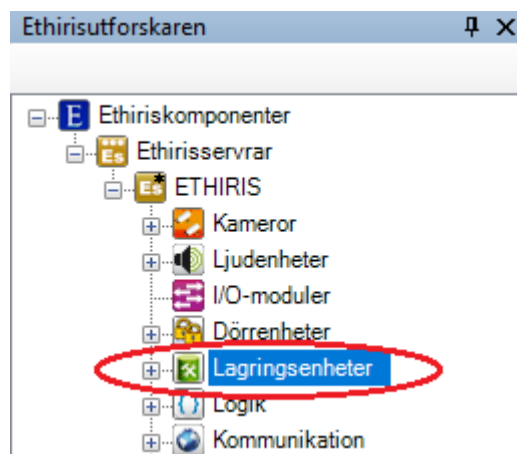 Ethirisutforskaren
Ethiriskomponenter
Ethirisservrar
ETHIRIS
Kameror
Ljudenheter
I/O-moduler
Dörrenheter
Lagringsenheter
Logik
Kommunikation